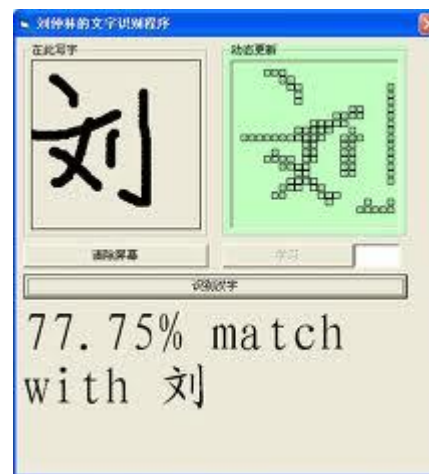 刘钟林的文字识别程序
在此写字
动态更新
刘
清除屏幕
学习
识别汉字
77.75% match
with 刘